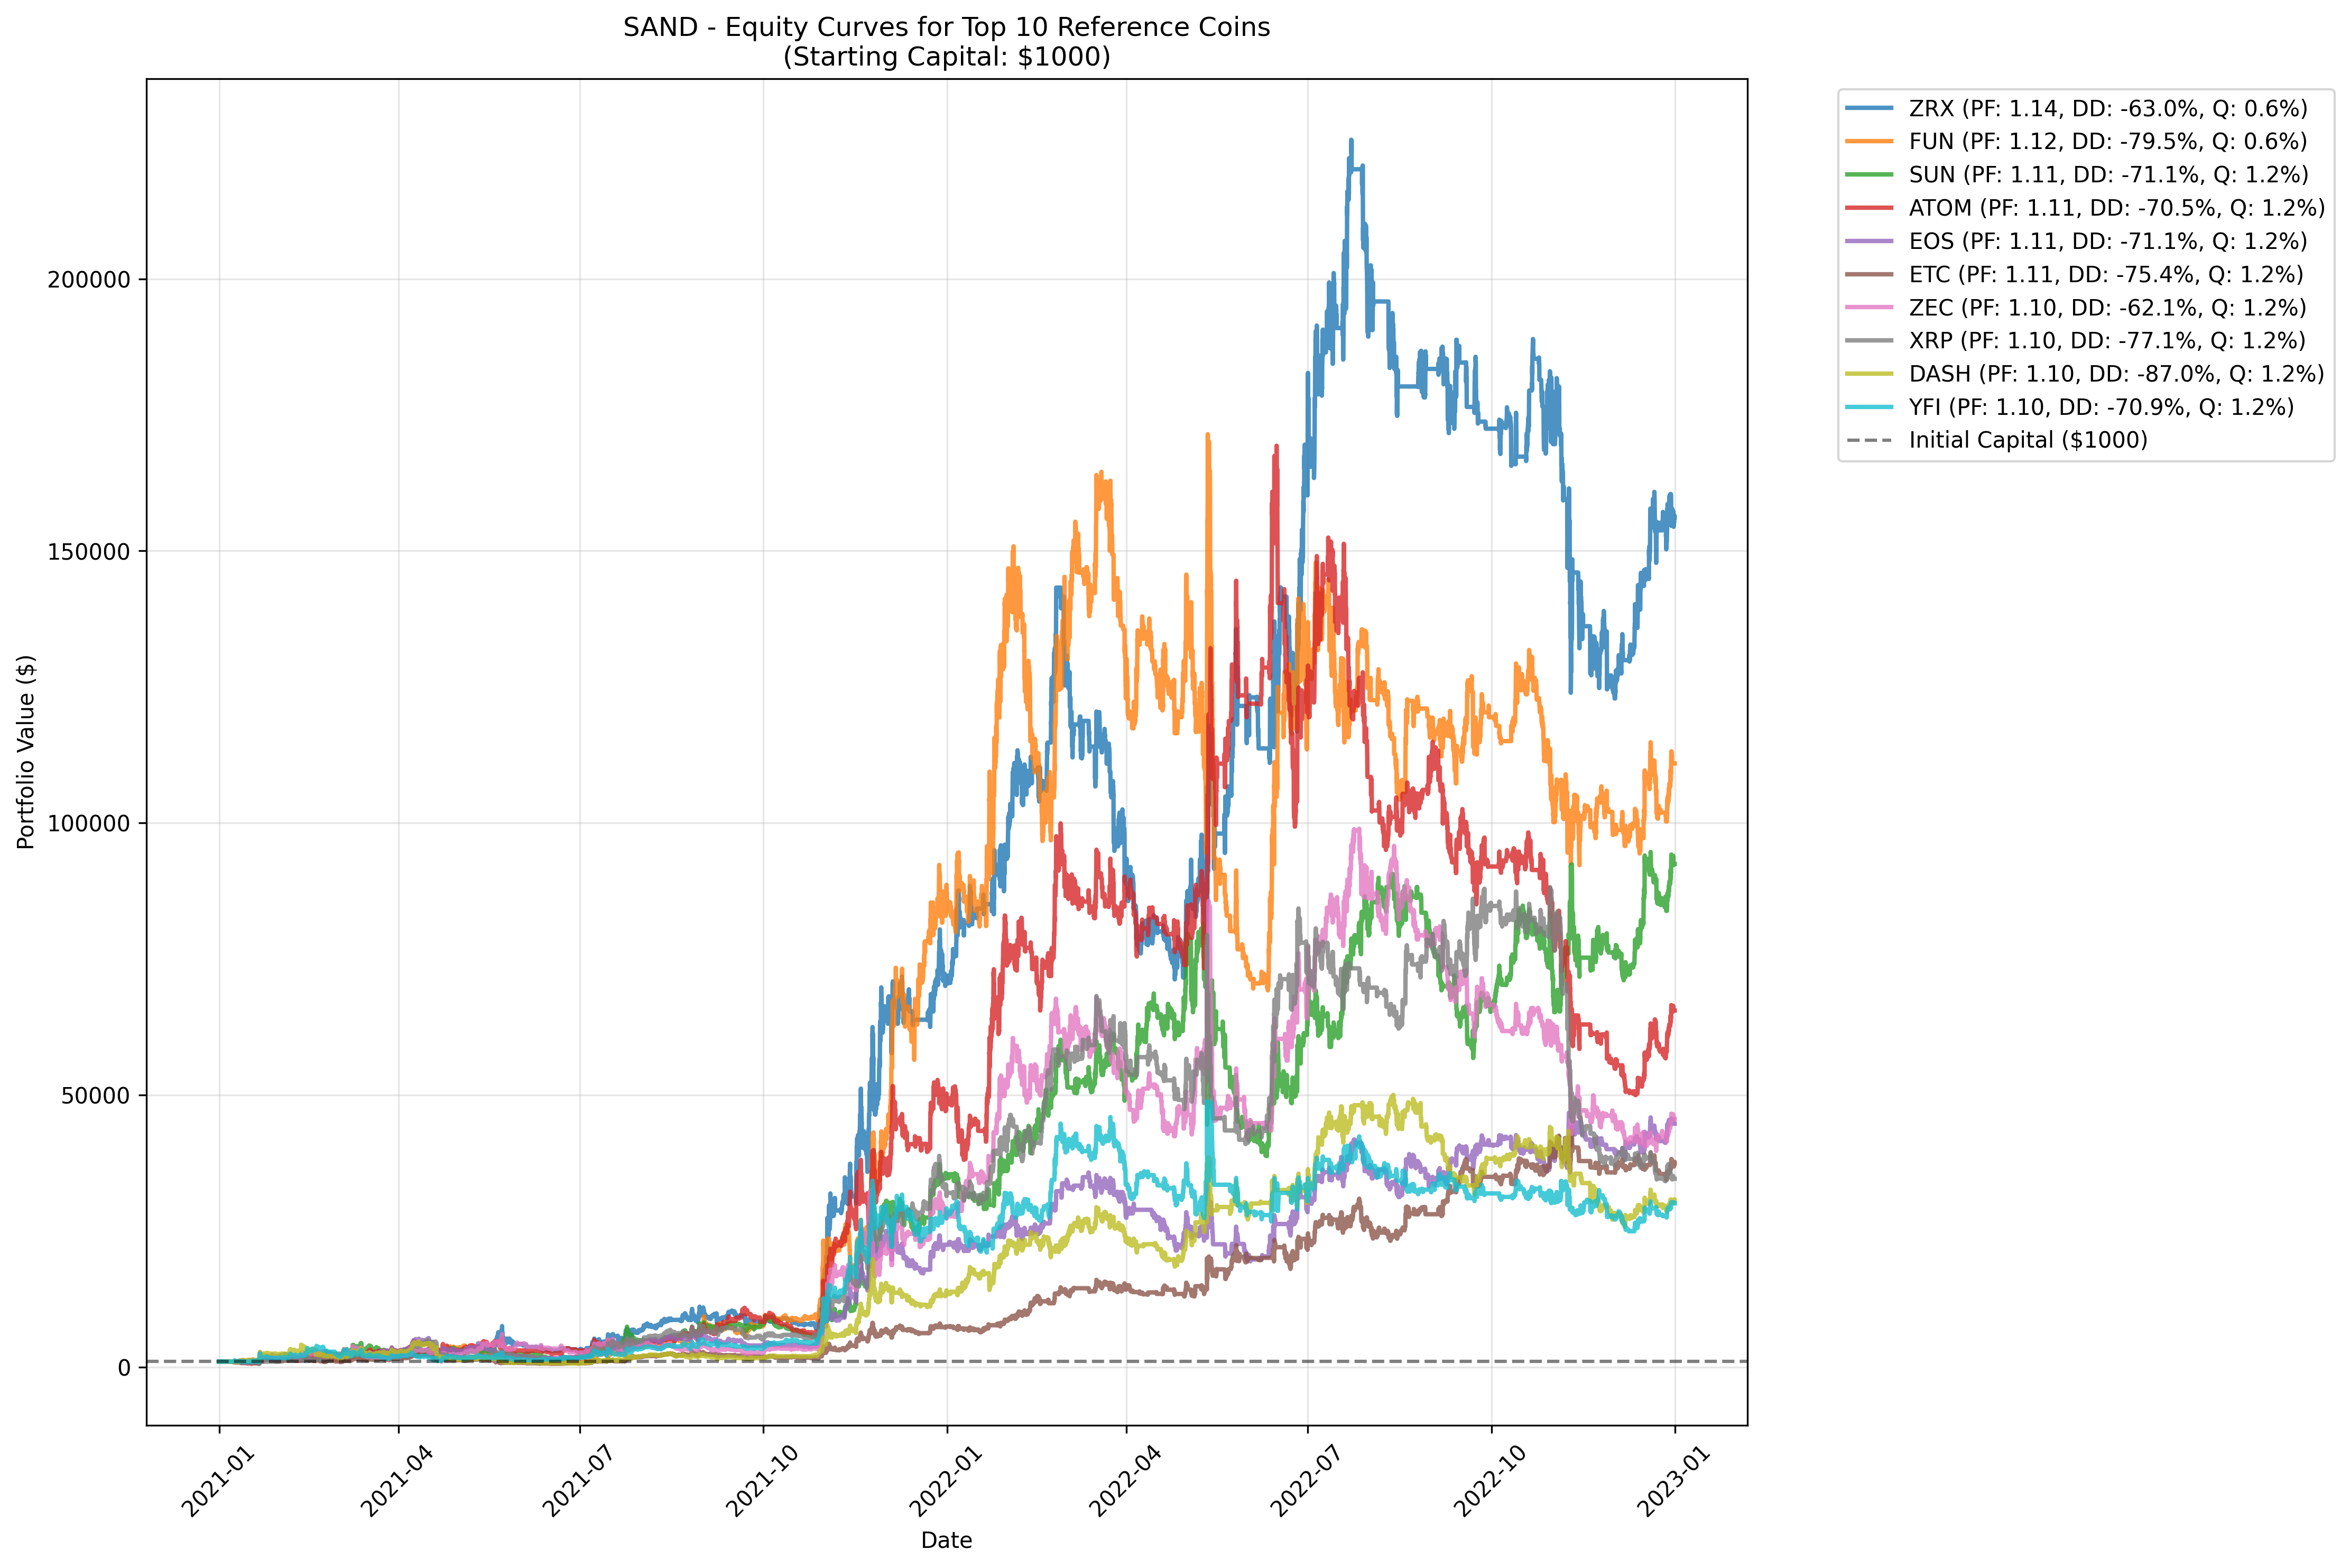 SAND - Equity Curves for Top 10 Reference Coins
(Starting Capital: $1000)
Portfolio Value ($)
200000
150000
100000
50000
0
2021-01
2021-04
2021-07
2021-10
2022-01
2022-04
2022-07
2022-10
2023-01
Date
ZRX (PF: 1.14, DD: -63.0%, Q: 0.6%)
FUN (PF: 1.12, DD: -79.5%, Q: 0.6%)
SUN (PF: 1.11, DD: -71.1%, Q: 1.2%)
ATOM (PF: 1.11, DD: -70.5%, Q: 1.2%)
EOS (PF: 1.11, DD: -71.1%, Q: 1.2%)
ETC (PF: 1.11, DD: -75.4%, Q: 1.2%)
ZEC (PF: 1.10, DD: -62.1%, Q: 1.2%)
XRP (PF: 1.10, DD: -77.1%, Q: 1.2%)
DASH (PF: 1.10, DD: -87.0%, Q: 1.2%)
YFI (PF: 1.10, DD: -70.9%, Q: 1.2%)
Initial Capital ($1000)